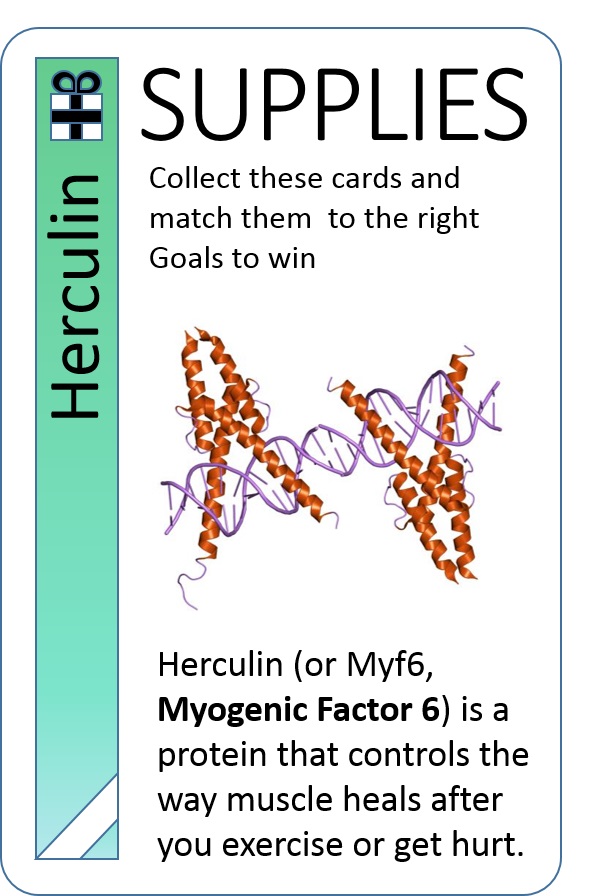 Herculin
SUPPLIES
Collect these cards and
match them  to the right
Goals to win
Herculin (or Myf6,
Myogenic Factor 6) is a
protein that controls the
way muscle heals after
you exercise or get hurt.